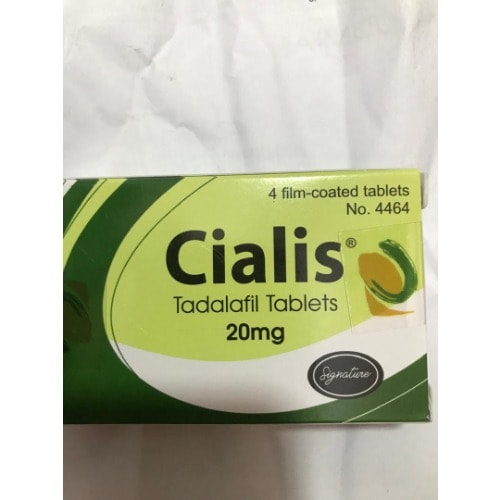 4 film-coated tablets
No. 4464
Cialis®
Tadalafil Tablets
20mg
Signature